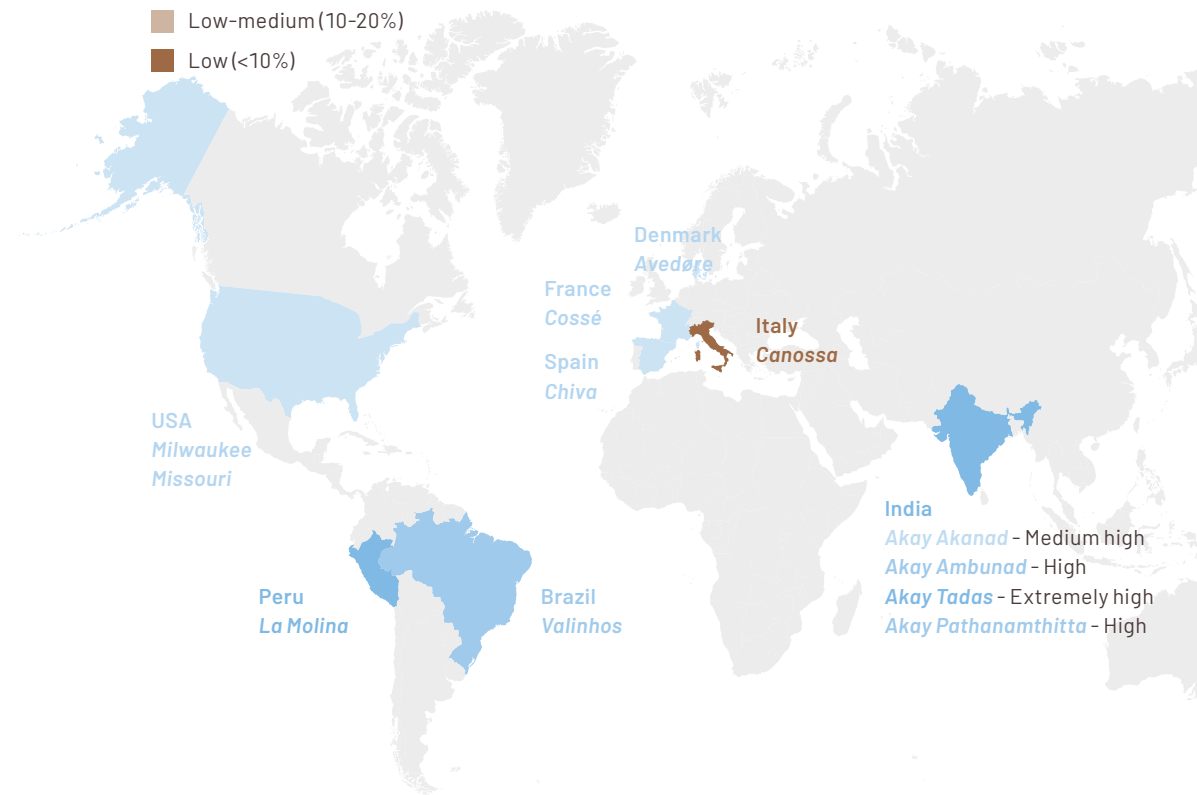 Low-medium (10-20%)
Low (<10%)
Denmark
Avedøre
France
Cossé
Italy
Canossa
Spain
Chiva
USA
Milwaukee
Missouri
India
Akay Akanad - Medium high
Akay Ambunad - High
Akay Tadas - Extremely high
Akay Pathanamthitta - High
Peru
La Molina
Brazil
Valinhos